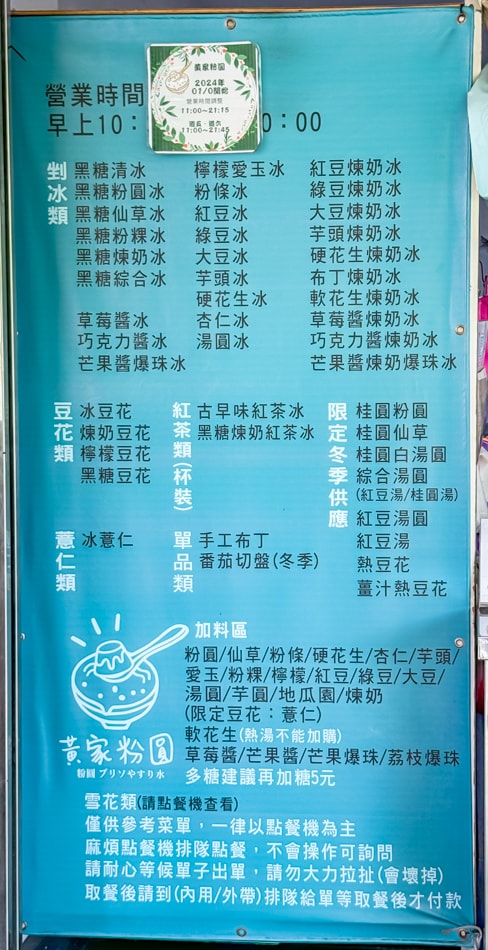 營業時間
早上10：
0：00
黃家粉圓
2024年
01/0開始
營業時間調整
11:00~21:15
11:00~21:45
剉冰類
黑糖清冰
黑糖粉圓冰
黑糖仙草冰
黑糖粉粿冰
黑糖煉奶冰
黑糖綜合冰
草莓醬冰
巧克力醬冰
芒果醬爆珠冰
檸檬愛玉冰
粉條冰
紅豆冰
綠豆冰
大豆冰
芋頭冰
硬花生冰
杏仁冰
湯圓冰
紅豆煉奶冰
綠豆煉奶冰
大豆煉奶冰
芋頭煉奶冰
硬花生煉奶冰
布丁煉奶冰
軟花生煉奶冰
草莓醬煉奶冰
巧克力醬煉奶冰
芒果醬煉奶爆珠冰
豆花類
冰豆花
煉奶豆花
檸檬豆花
黑糖豆花
紅茶類(杯裝)
古早味紅茶冰
黑糖煉奶紅茶冰
限定冬季供應
桂圓粉圓
桂圓仙草
桂圓白湯圓
綜合湯圓
(紅豆湯/桂圓湯)
紅豆湯圓
紅豆湯
熱豆花
薑汁熱豆花
薏仁類
冰薏仁
單品類
手工布丁
番茄切盤(冬季)
加料區
粉圓/仙草/粉條/硬花生/杏仁/芋頭/
愛玉/粉粿/檸檬/紅豆/綠豆/大豆/
湯圓/芋圓/地瓜園/煉奶
(限定豆花：薏仁)
軟花生(熱湯不能加購)
草莓醬/芒果醬/芒果爆珠/荔枝爆珠
多糖建議再加糖5元
黃家粉圓
粉圓 プリソやすり水
雪花類(請點餐機查看)
僅供參考菜單，一律以點餐機為主
麻煩點餐機排隊點餐，不會操作可詢問
請耐心等候單子出單，請勿大力拉扯(會壞掉)
取餐後請到(內用/外帶)排隊給單等取餐後才付款